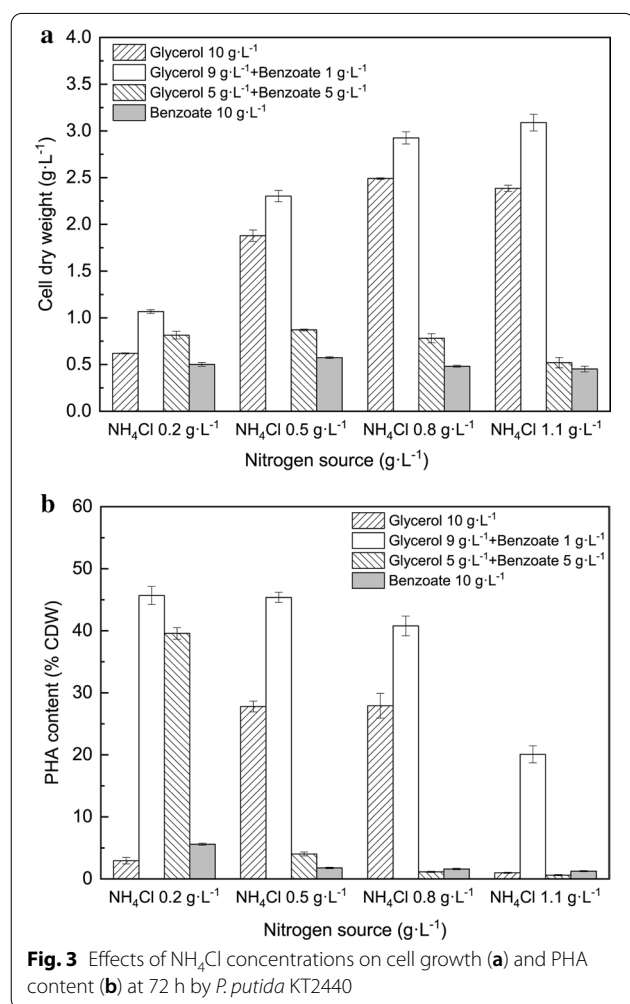 a
Glycerol 10 g·L⁻¹
Glycerol 9 g·L⁻¹+Benzoate 1 g·L⁻¹
Glycerol 5 g·L⁻¹+Benzoate 5 g·L⁻¹
Benzoate 10 g·L⁻¹
4.0
3.5
3.0
2.5
2.0
1.5
1.0
0.5
0.0
Cell dry weight (g·L⁻¹)
NH₄Cl 0.2 g·L⁻¹ NH₄Cl 0.5 g·L⁻¹ NH₄Cl 0.8 g·L⁻¹ NH₄Cl 1.1 g·L⁻¹
Nitrogen source (g·L⁻¹)
b
Glycerol 10 g·L⁻¹
Glycerol 9 g·L⁻¹+Benzoate 1 g·L⁻¹
Glycerol 5 g·L⁻¹+Benzoate 5 g·L⁻¹
Benzoate 10 g·L⁻¹
60
50
40
30
20
10
0
PHA content (% CDW)
NH₄Cl 0.2 g·L⁻¹ NH₄Cl 0.5 g·L⁻¹ NH₄Cl 0.8 g·L⁻¹ NH₄Cl 1.1 g·L⁻¹
Nitrogen source (g·L⁻¹)
Fig. 3 Effects of NH₄Cl concentrations on cell growth (a) and PHA
content (b) at 72 h by P. putida KT2440